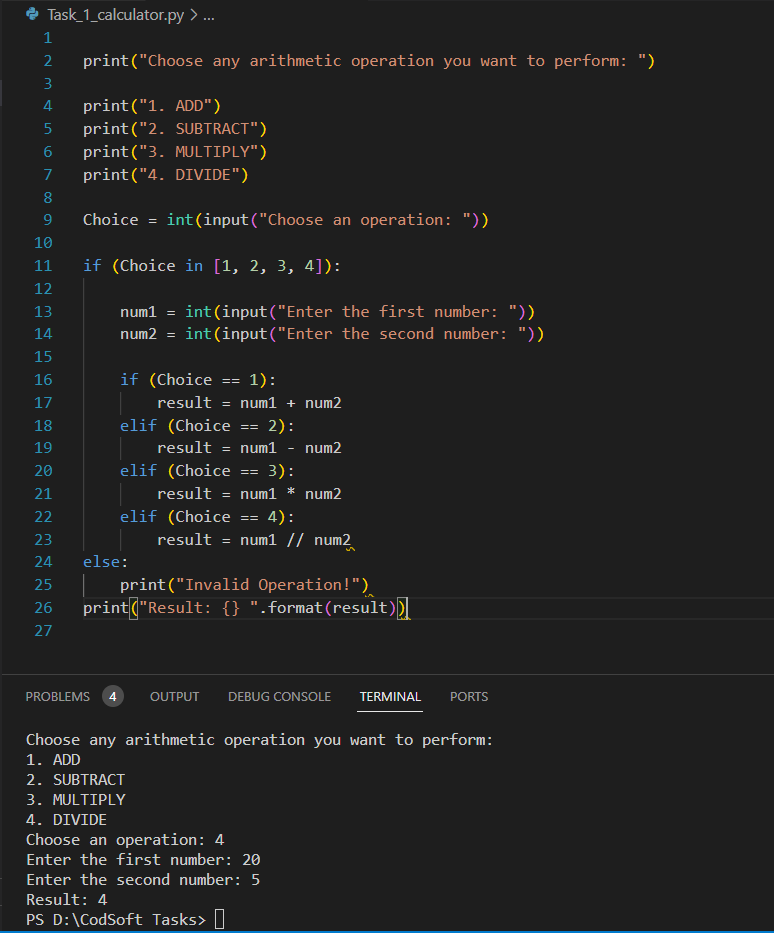 Task_1_calculator.py > ...
1
2 print("Choose any arithmetic operation you want to perform: ")
3
4 print("1. ADD")
5 print("2. SUBTRACT")
6 print("3. MULTIPLY")
7 print("4. DIVIDE")
8
9 Choice = int(input("Choose an operation: "))
10
11 if (Choice in [1, 2, 3, 4]):
12
13     num1 = int(input("Enter the first number: "))
14     num2 = int(input("Enter the second number: "))
15
16     if (Choice == 1):
17         result = num1 + num2
18     elif (Choice == 2):
19         result = num1 - num2
20     elif (Choice == 3):
21         result = num1 * num2
22     elif (Choice == 4):
23         result = num1 // num2
24 else:
25     print("Invalid Operation!")
26 print("Result: {} ".format(result))
27
PROBLEMS 4 OUTPUT DEBUG CONSOLE TERMINAL PORTS
Choose any arithmetic operation you want to perform:
1. ADD
2. SUBTRACT
3. MULTIPLY
4. DIVIDE
Choose an operation: 4
Enter the first number: 20
Enter the second number: 5
Result: 4
PS D:\CodSoft Tasks>